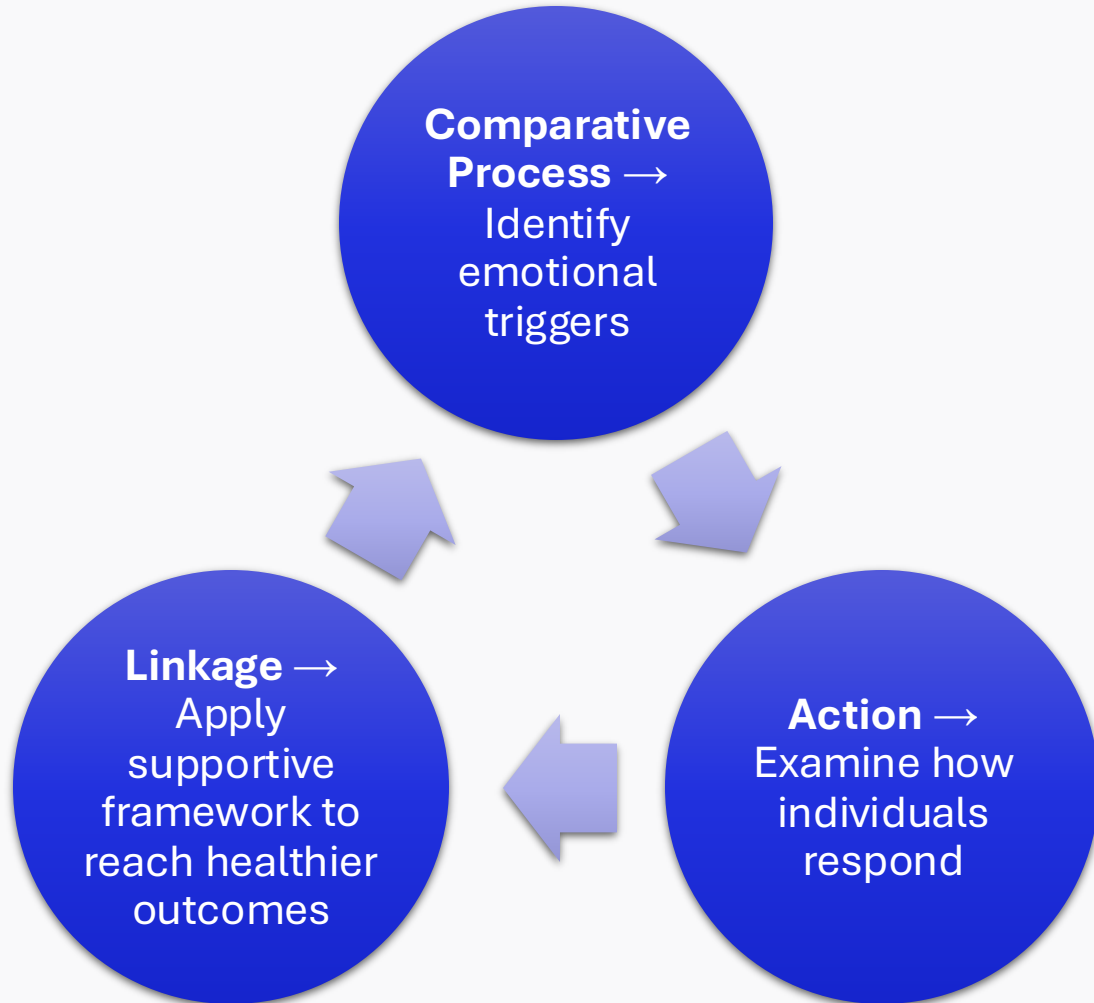 Comparative
Process →
Identify
emotional
triggers
Action →
Examine how
individuals
respond
Linkage →
Apply
supportive
framework to
reach healthier
outcomes